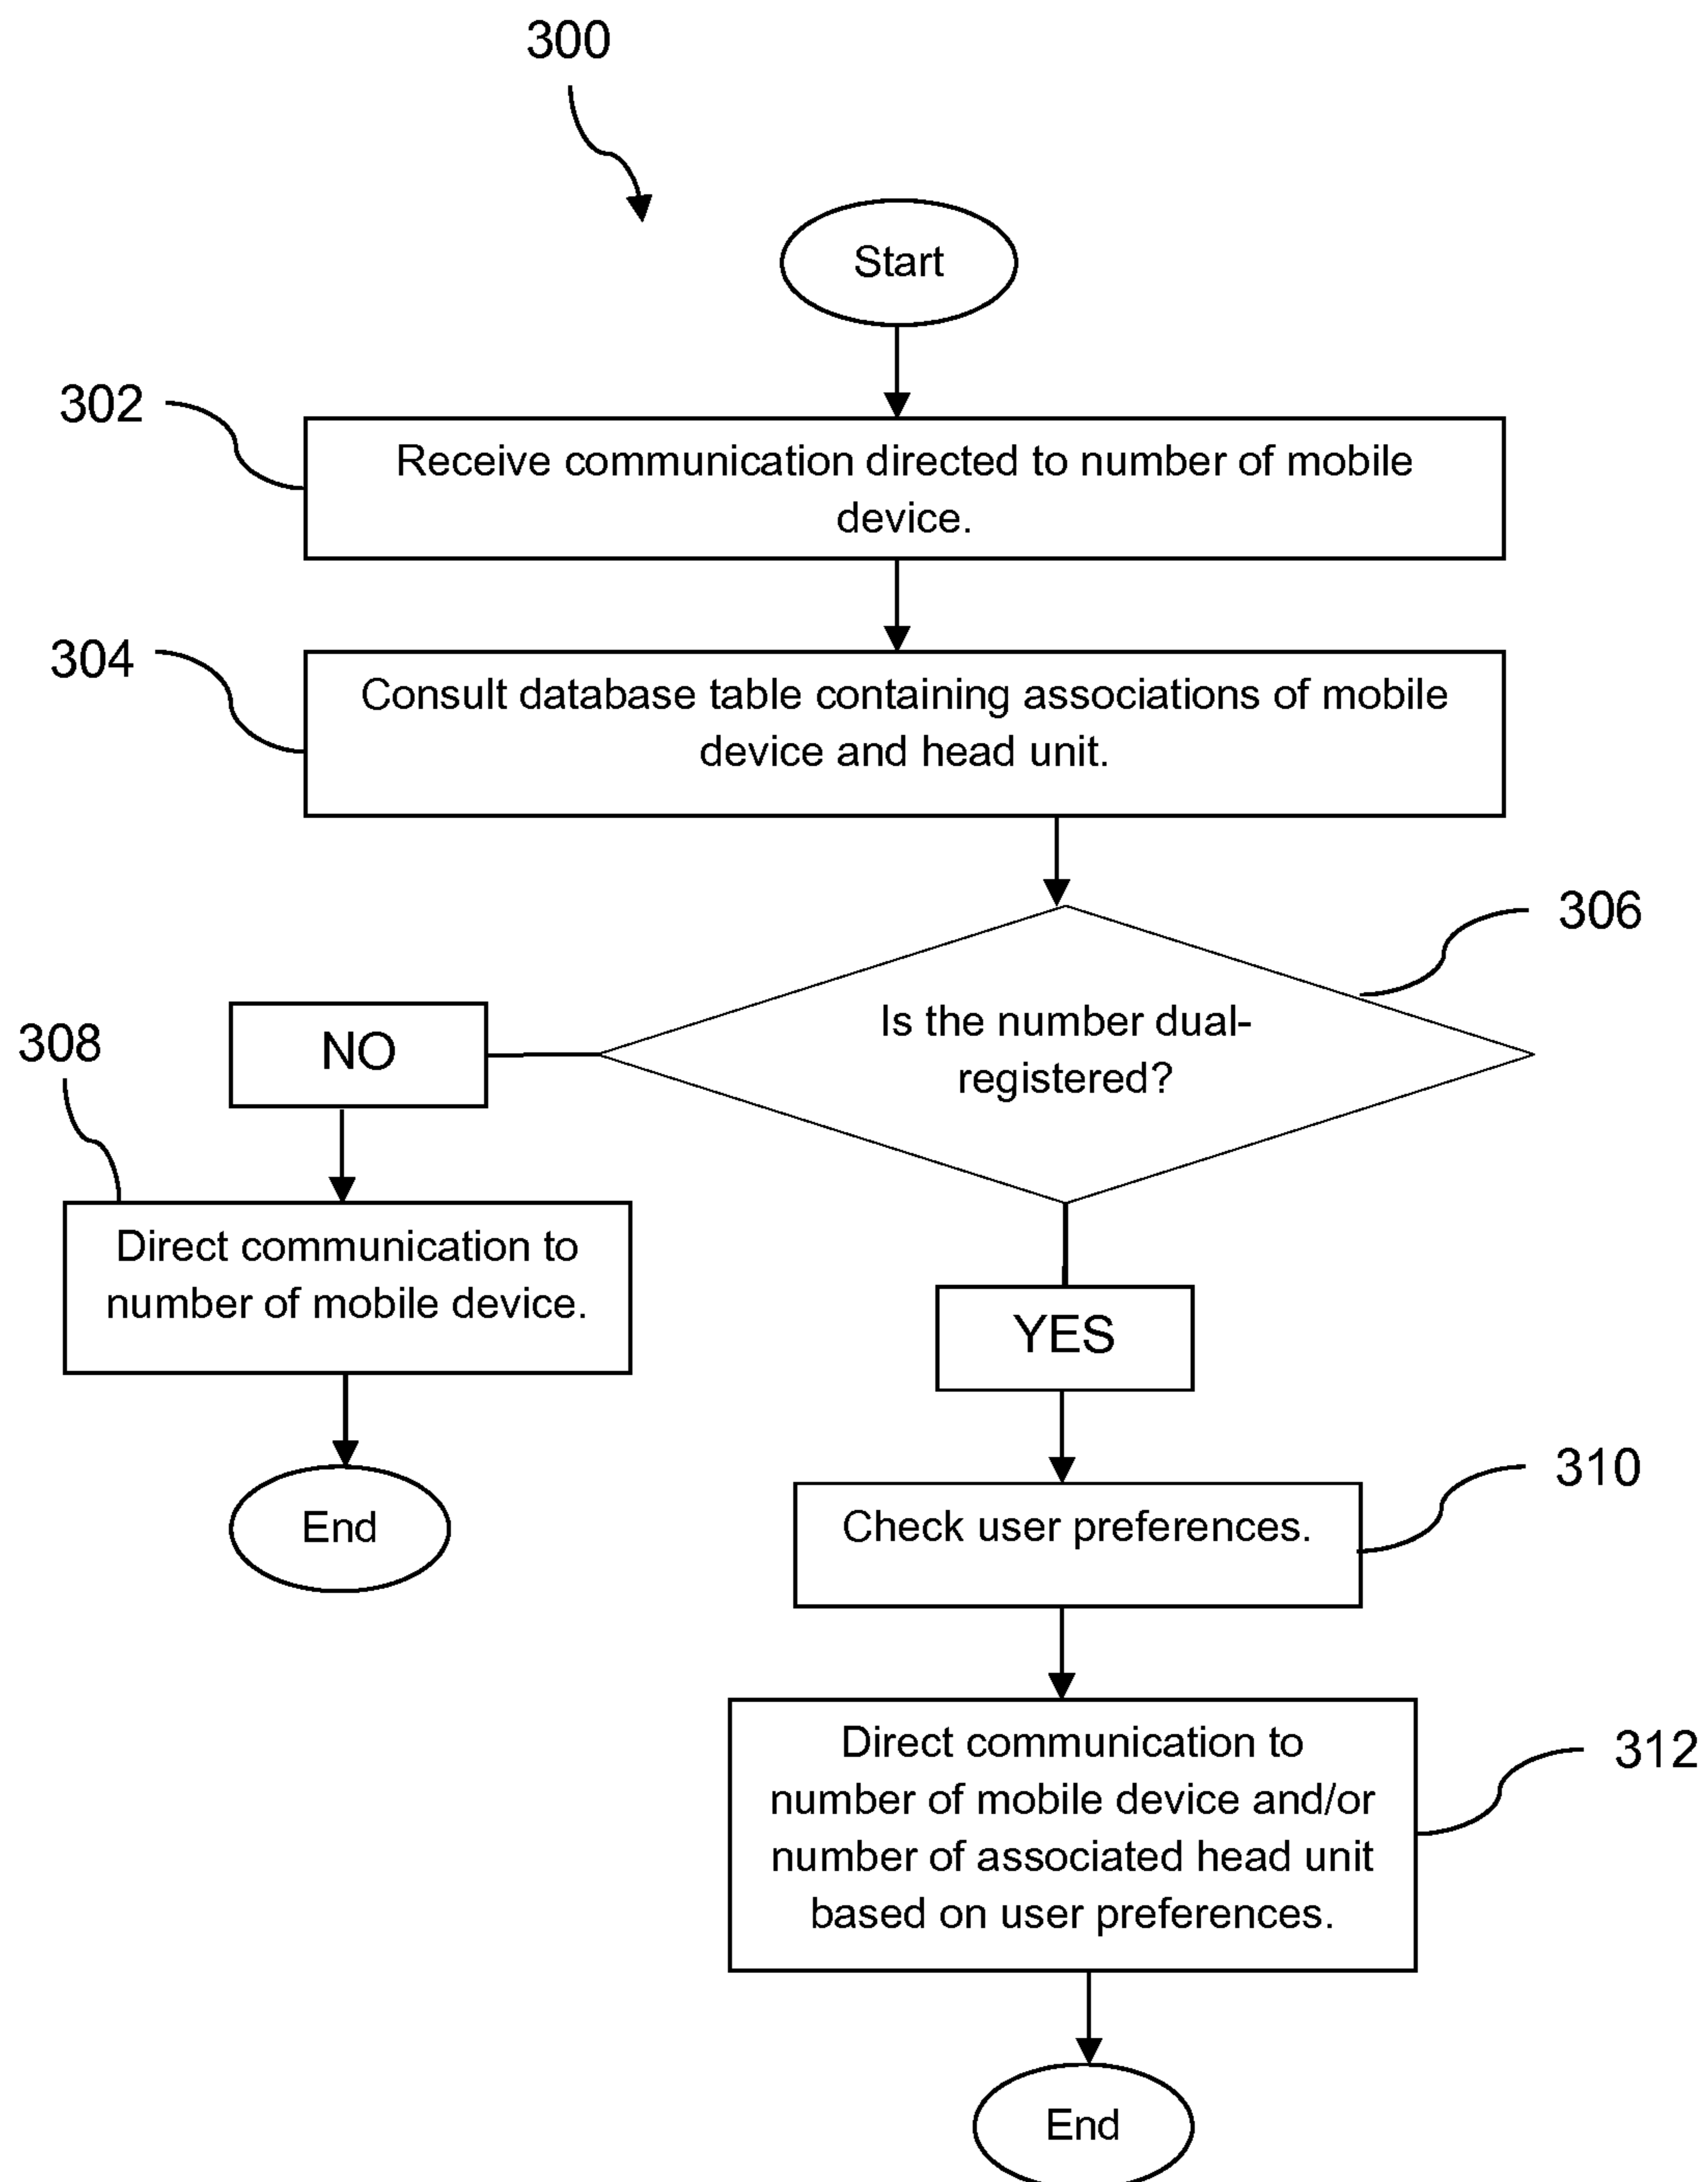 300
Start
302
Receive communication directed to number of mobile
device.
304
Consult database table containing associations of mobile
device and head unit.
306
Is the number dual-
registered?
NO
308
Direct communication to
number of mobile device.
End
YES
310
Check user preferences.
312
Direct communication to
number of mobile device and/or
number of associated head unit
based on user preferences.
End